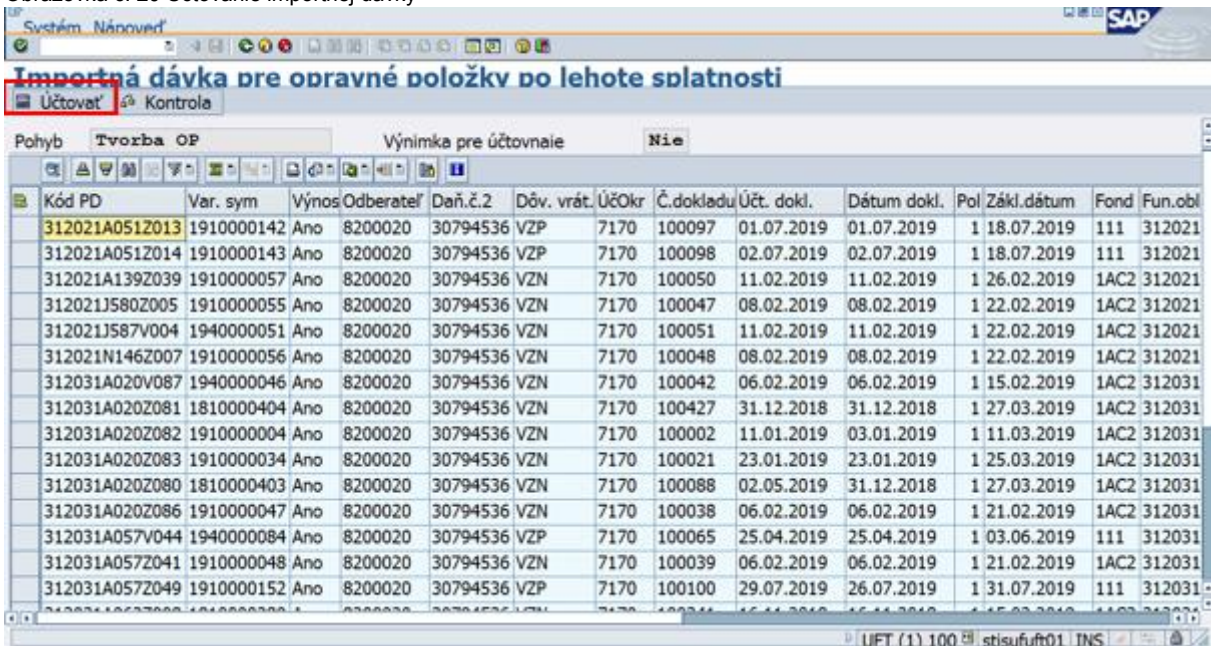 Systém Nápoveď
SAP
Importná dávka pre opravné položky po lehote splatnosti
Účtovať Kontrola
Pohyb Tvorba OP Výnimka pre účtovnaie Nie
Kód PD Var. sym Výnos Odberateľ Daň.č.2 Dôv. vrát. ÚčOkr Č.dokladu Účt. dokl. Dátum dokl. Pol Zákl.dátum Fond Fun.obl
312021A051Z013 1910000142 Ano 8200020 30794536 VZP 7170 100097 01.07.2019 01.07.2019 1 18.07.2019 111 312021
312021A051Z014 1910000143 Ano 8200020 30794536 VZP 7170 100098 02.07.2019 02.07.2019 1 18.07.2019 111 312021
312021A139Z039 1910000057 Ano 8200020 30794536 VZN 7170 100050 11.02.2019 11.02.2019 1 26.02.2019 1AC2 312021
312021J580Z005 1910000055 Ano 8200020 30794536 VZN 7170 100047 08.02.2019 08.02.2019 1 22.02.2019 1AC2 312021
312021J587V004 1940000051 Ano 8200020 30794536 VZN 7170 100051 11.02.2019 11.02.2019 1 22.02.2019 1AC2 312021
312021N146Z007 1910000056 Ano 8200020 30794536 VZN 7170 100048 08.02.2019 08.02.2019 1 22.02.2019 1AC2 312021
312031A020V087 1940000046 Ano 8200020 30794536 VZN 7170 100042 06.02.2019 06.02.2019 1 15.02.2019 1AC2 312031
312031A020Z081 1810000404 Ano 8200020 30794536 VZN 7170 100427 31.12.2018 31.12.2018 1 27.03.2019 1AC2 312031
312031A020Z082 1910000004 Ano 8200020 30794536 VZN 7170 100002 11.01.2019 03.01.2019 1 11.03.2019 1AC2 312031
312031A020Z083 1910000034 Ano 8200020 30794536 VZN 7170 100021 23.01.2019 23.01.2019 1 25.03.2019 1AC2 312031
312031A020Z080 1810000403 Ano 8200020 30794536 VZN 7170 100088 02.05.2019 31.12.2018 1 27.03.2019 1AC2 312031
312031A020Z086 1910000047 Ano 8200020 30794536 VZN 7170 100038 06.02.2019 06.02.2019 1 21.02.2019 1AC2 312031
312031A057V044 1940000084 Ano 8200020 30794536 VZP 7170 100065 25.04.2019 25.04.2019 1 03.06.2019 111 312031
312031A057Z041 1910000048 Ano 8200020 30794536 VZN 7170 100039 06.02.2019 06.02.2019 1 21.02.2019 1AC2 312031
312031A057Z049 1910000152 Ano 8200020 30794536 VZP 7170 100100 29.07.2019 26.07.2019 1 31.07.2019 111 312031
UFT (1) 100 stisufuft01 INS